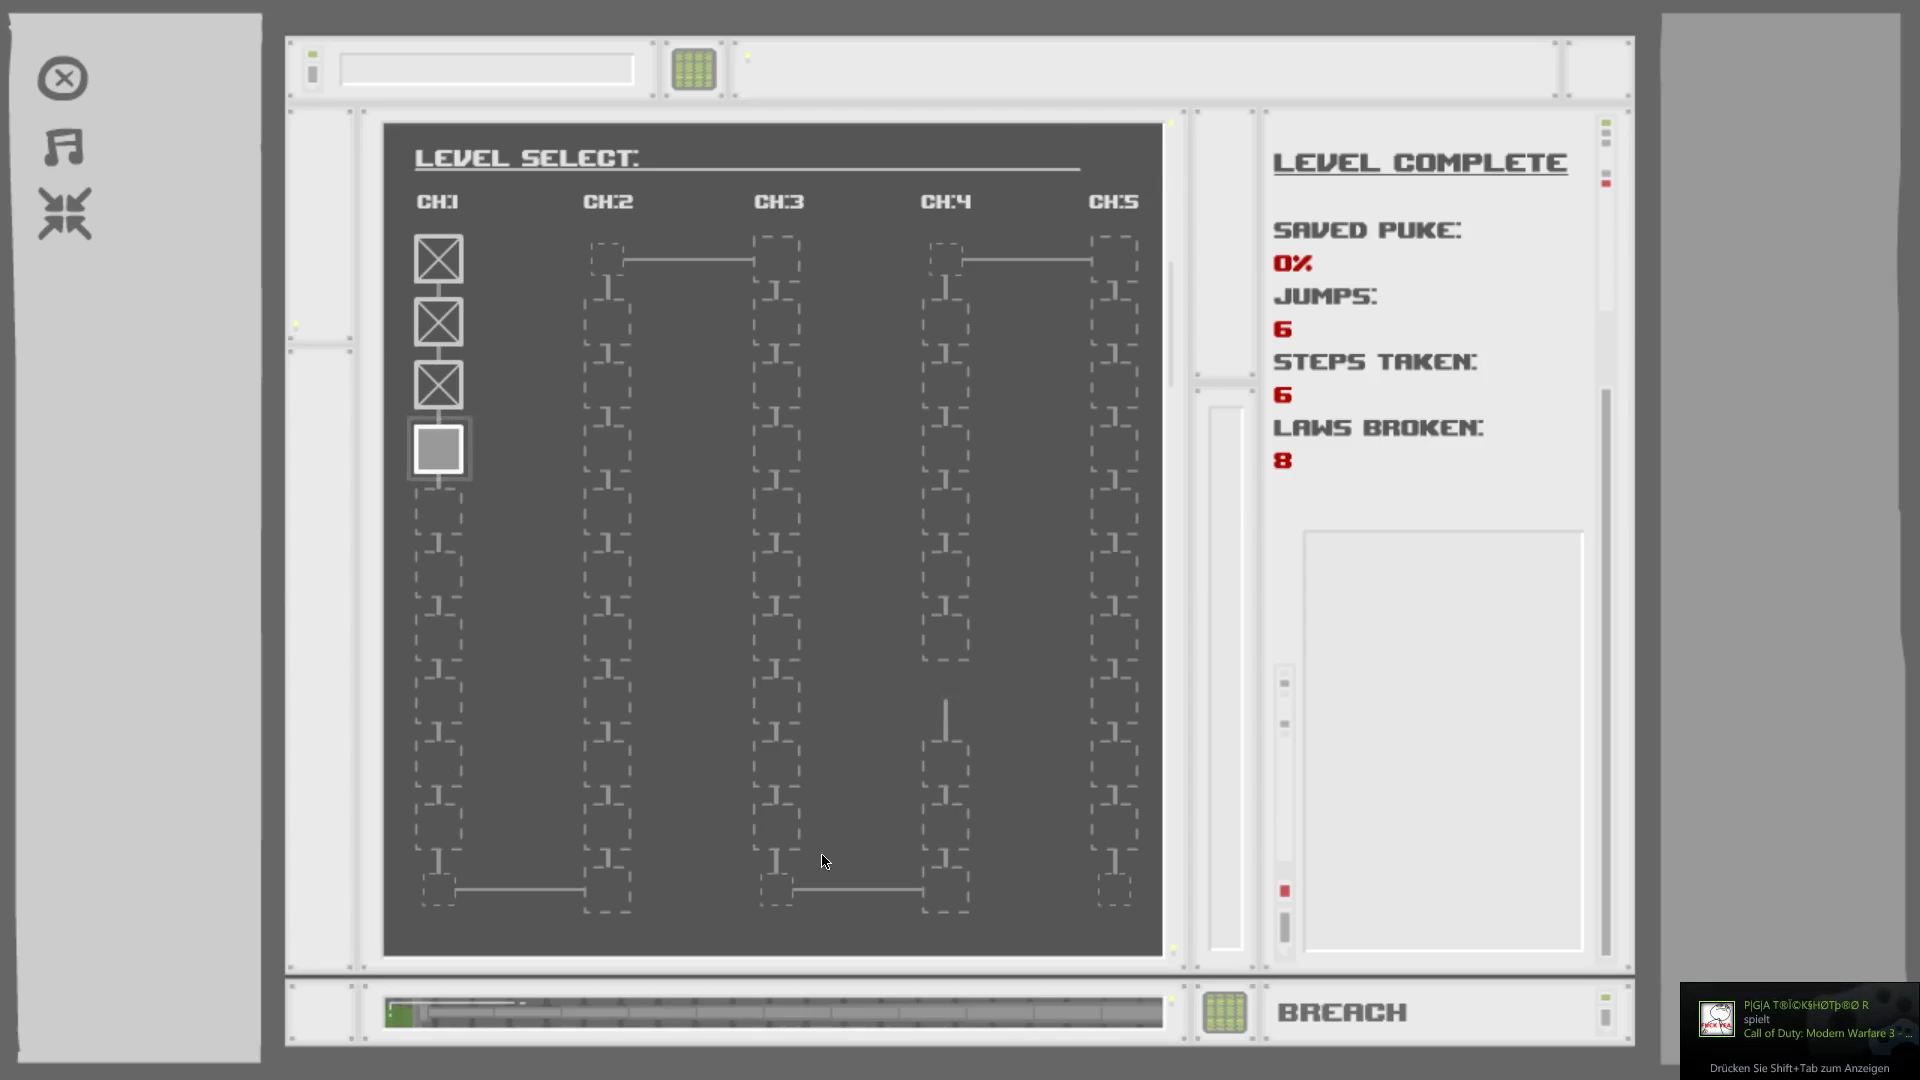 LEVEL SELECT:
CH:1 CH:2 CH:3 CH:4 CH:5
LEVEL COMPLETE
SAVED PUKE:
0%
JUMPS:
6
STEPS TAKEN:
6
LAWS BROKEN:
8
BREACH
spielt
Call of Duty: Modern Warfare 3 - ...
Drücken Sie Shift+Tab zum Anzeigen